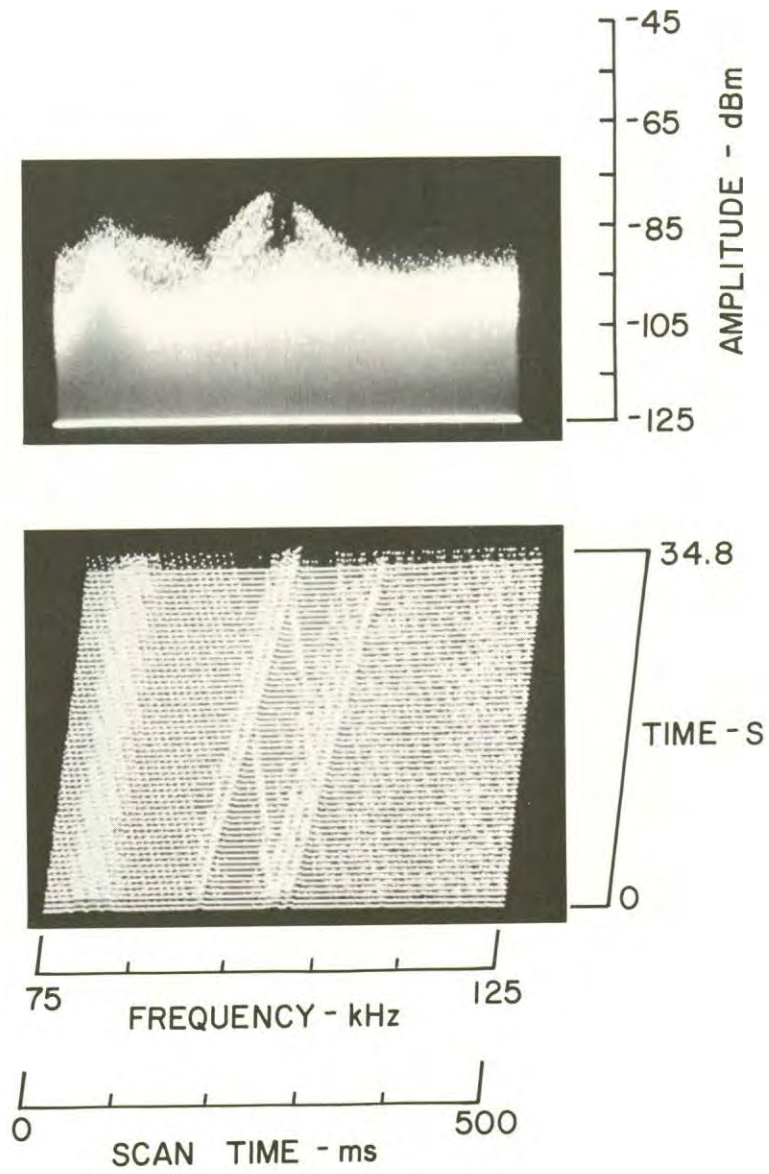 -45
-65
-85
-105
-125
AMPLITUDE - dBm
34.8
TIME - S
0
75
125
FREQUENCY - kHz
0
500
SCAN TIME - ms